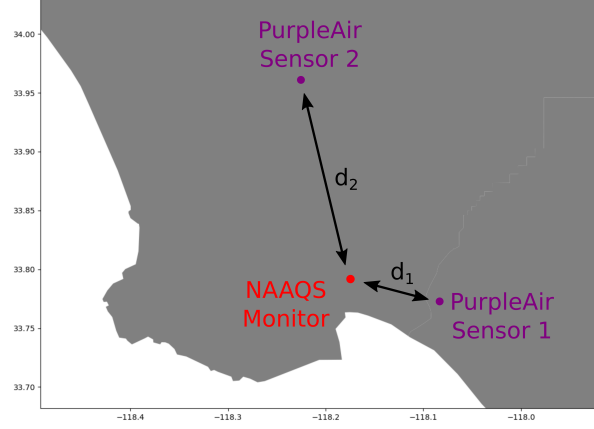 PurpleAir
Sensor 2
d2
d1
NAAQS
Monitor
PurpleAir
Sensor 1
34.00
33.95
33.90
33.85
33.80
33.75
33.70
−118.4
−118.3
−118.2
−118.1
−118.0